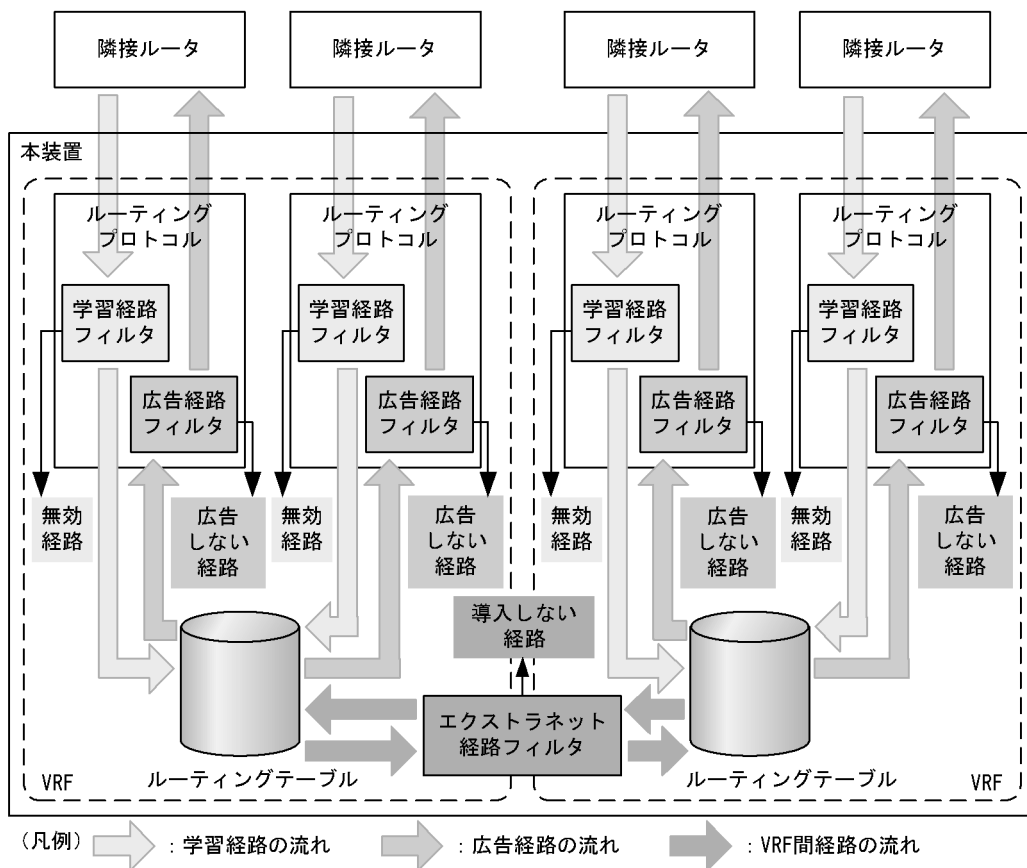 隣接ルータ
隣接ルータ
隣接ルータ
隣接ルータ
本装置
ルーティング
プロトコル
ルーティング
プロトコル
ルーティング
プロトコル
ルーティング
プロトコル
学習経路
フィルタ
学習経路
フィルタ
学習経路
フィルタ
学習経路
フィルタ
広告経路
フィルタ
広告経路
フィルタ
広告経路
フィルタ
広告経路
フィルタ
無効
経路
広告
しない
経路
無効
経路
広告
しない
経路
無効
経路
広告
しない
経路
無効
経路
広告
しない
経路
導入しない
経路
エクストラネット
経路フィルタ
ルーティングテーブル
ルーティングテーブル
VRF
VRF
(凡例)
:学習経路の流れ
:広告経路の流れ
:VRF間経路の流れ